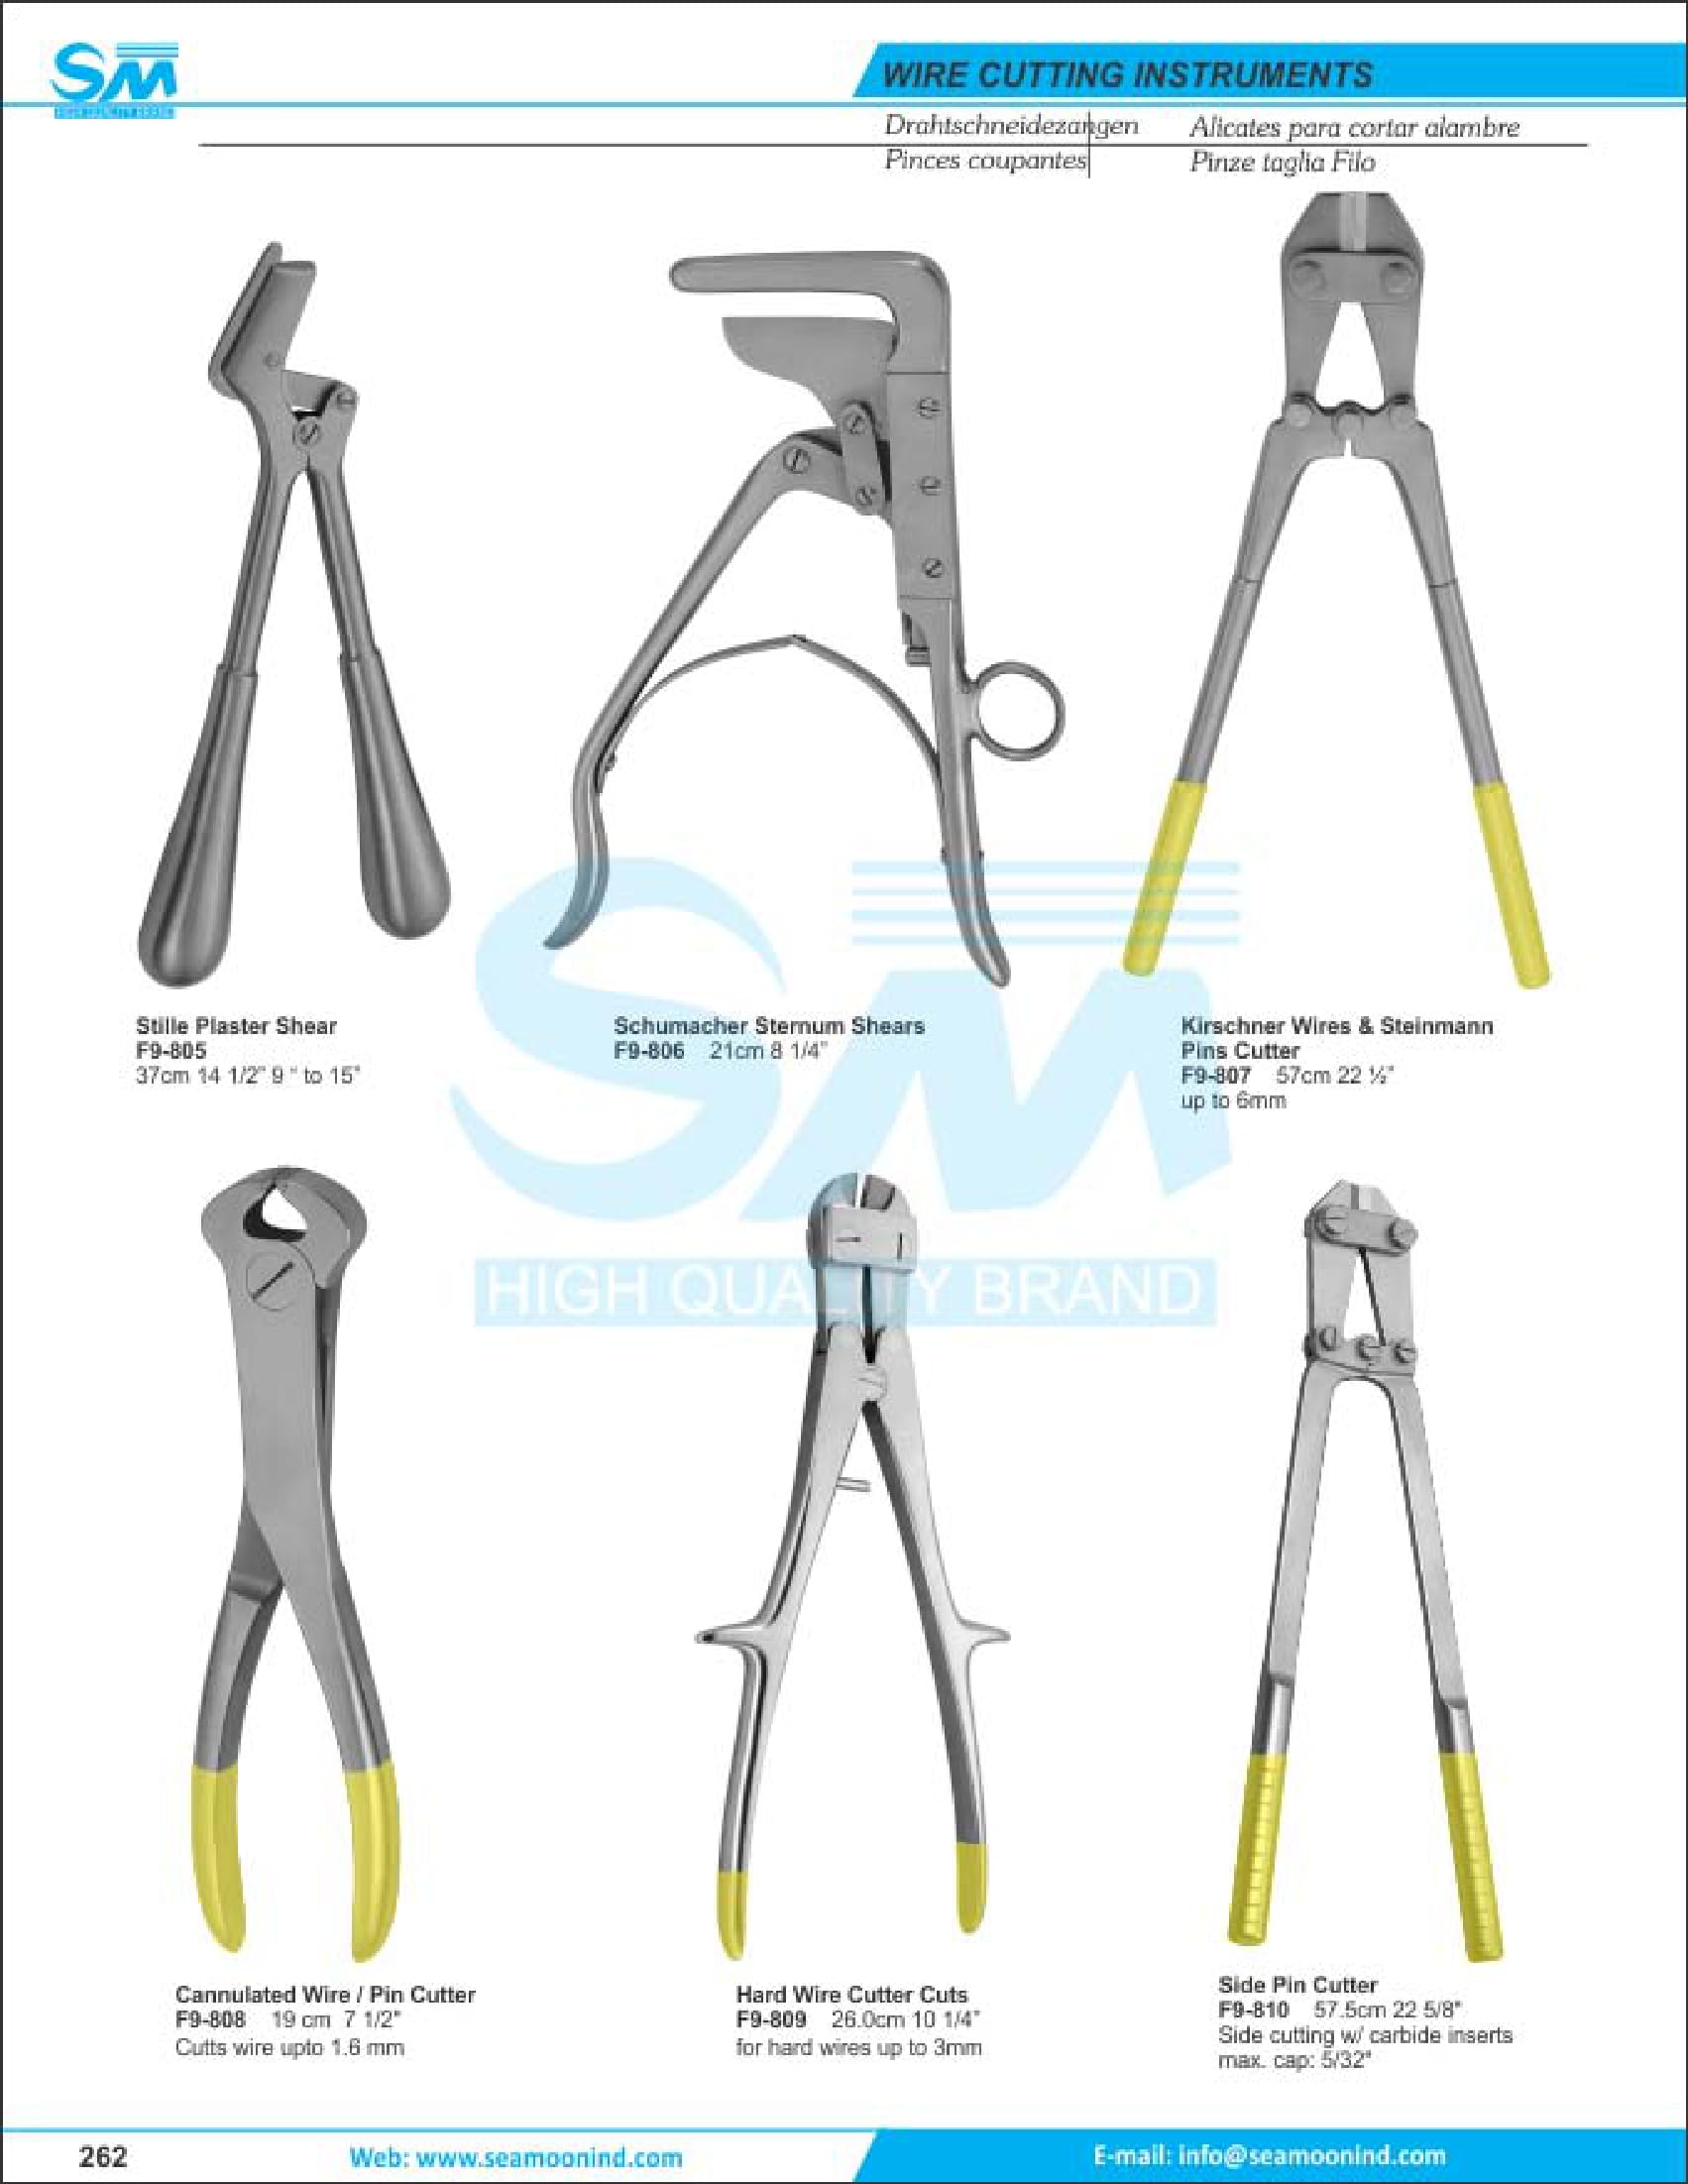 SM
HIGH QUALITY BRAND
WIRE CUTTING INSTRUMENTS
Drahtschneidezangen
Alicates para cortar alambre
Pinces coupantes
Pinze taglia Filo
Stille Plaster Shear
F9-805
37cm 14 1/2" 9 " to 15"
Schumacher Sternum Shears
F9-806 21cm 8 1/4"
Kirschner Wires & Steinmann
Pins Cutter
F9-807 57cm 22 ½"
up to 6mm
SM
HIGH QUALITY BRAND
Cannulated Wire / Pin Cutter
F9-808 19 cm 7 1/2"
Cutts wire upto 1.6 mm
Hard Wire Cutter Cuts
F9-809 26.0cm 10 1/4"
for hard wires up to 3mm
Side Pin Cutter
F9-810 57.5cm 22 5/8"
Side cutting w/ carbide inserts
max. cap: 5/32"
262
Web: www.seamoonind.com
E-mail: info@seamoonind.com